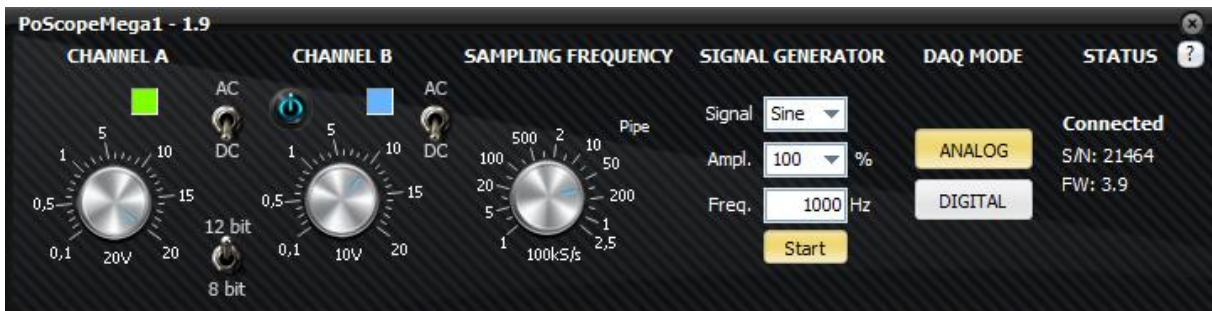 PoScopeMega1 - 1.9
CHANNEL A
CHANNEL B
SAMPLING FREQUENCY
SIGNAL GENERATOR
DAQ MODE
STATUS
?
AC
DC
0,1
0,5
1
5
10
15
20
20V
12 bit
8 bit
AC
DC
0,1
0,5
1
5
10
15
20
10V
Pipe
1
5
20
100
500
2
10
50
200
1
2,5
100kS/s
Signal Sine
Ampl. 100 %
Freq. 1000 Hz
Start
ANALOG
DIGITAL
Connected
S/N: 21464
FW: 3.9